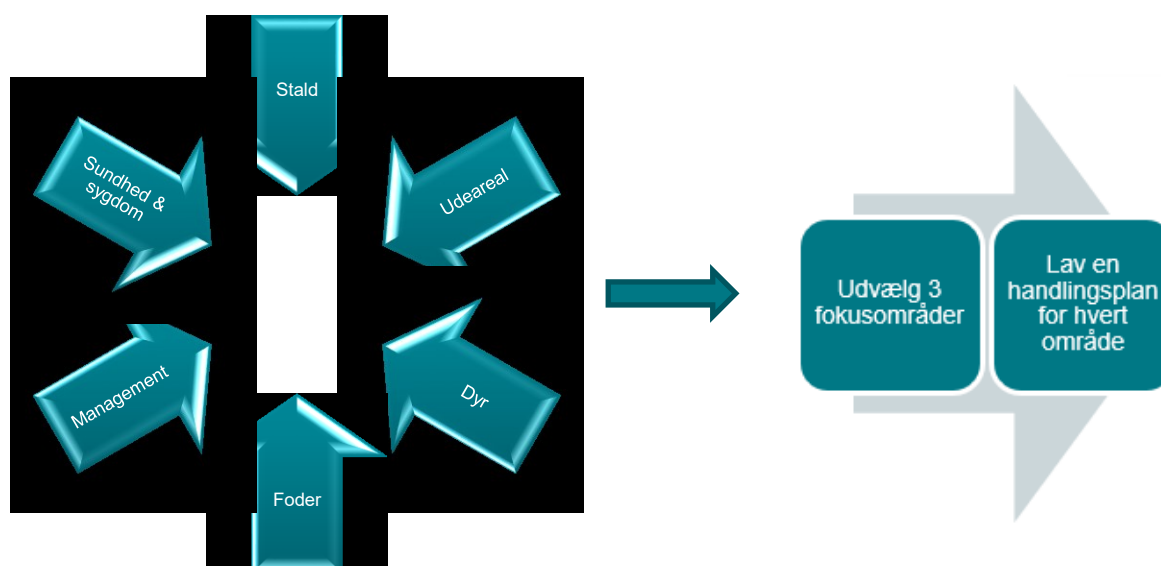 Stald
Udeareal
Dyr
Foder
Management
Sundhed &
sygdom
Udvælg 3
fokusområder
Lav en
handlingsplan
for hvert
område